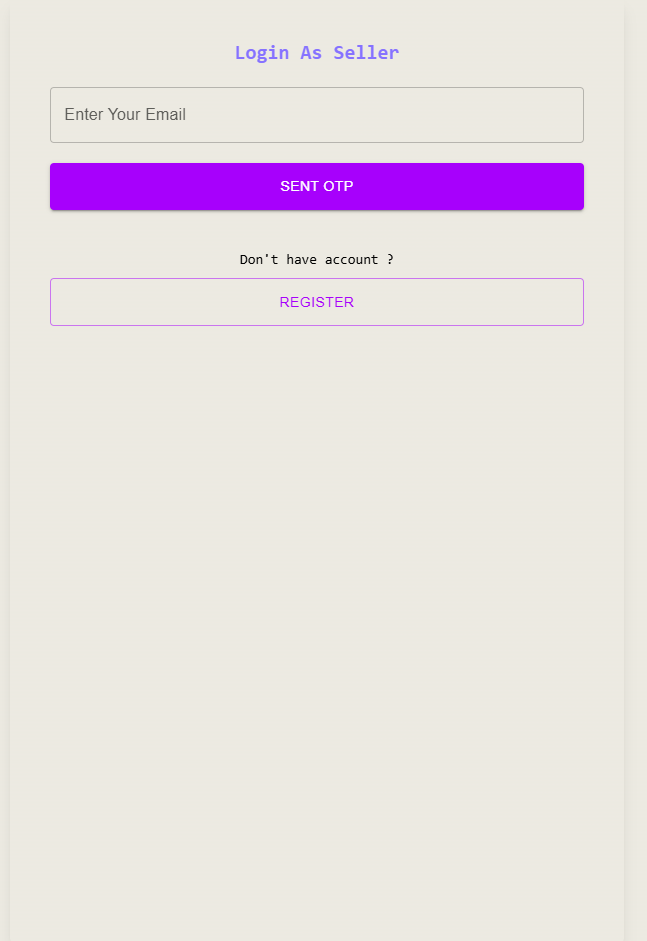 Login As Seller
Enter Your Email
SENT OTP
Don't have account ?
REGISTER